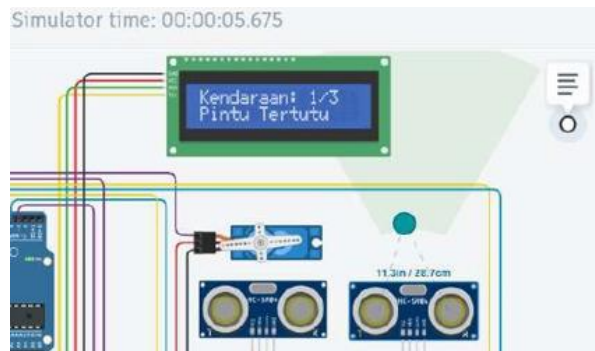 Simulator time: 00:00:05.675
Kendaraan: 1/3
Pintu Tertutu
11.3in / 28.7cm
HC-SR04
HC-SR04